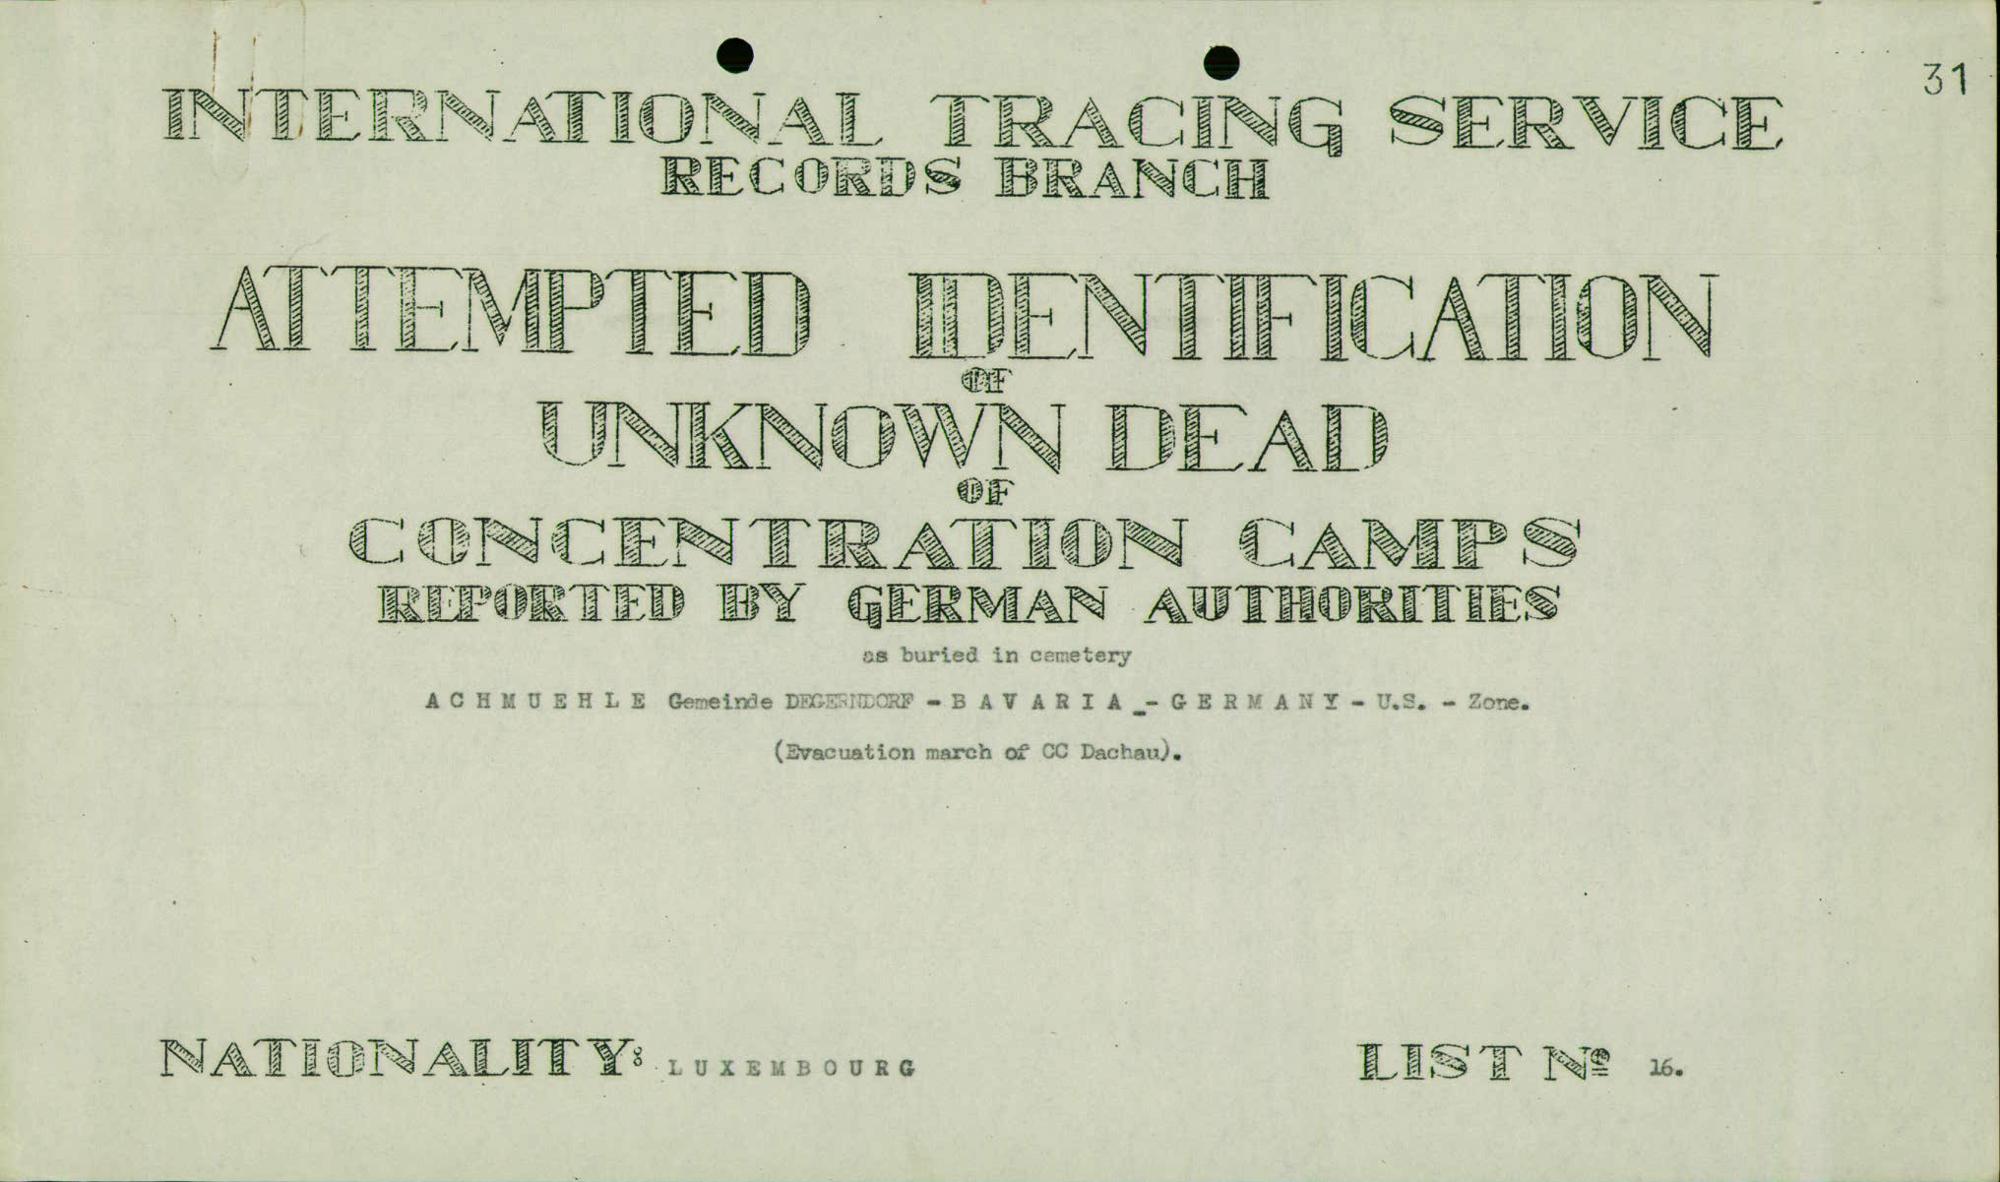 31
INTERNATIONAL TRACING SERVICE
RECORDS BRANCH
ATTEMPTED IDENTIFICATION
OF
UNKNOWN DEAD
OF
CONCENTRATION CAMPS
REPORTED BY GERMAN AUTHORITIES
as buried in cemetery
A C H M U E H L E Gemeinde DEGERNDORF - B A V A R I A _- G E R M A N Y - U.S. - Zone.
(Evacuation march of CC Dachau).
NATIONALITY: L U X E M B O U R G
LIST Nº 16.